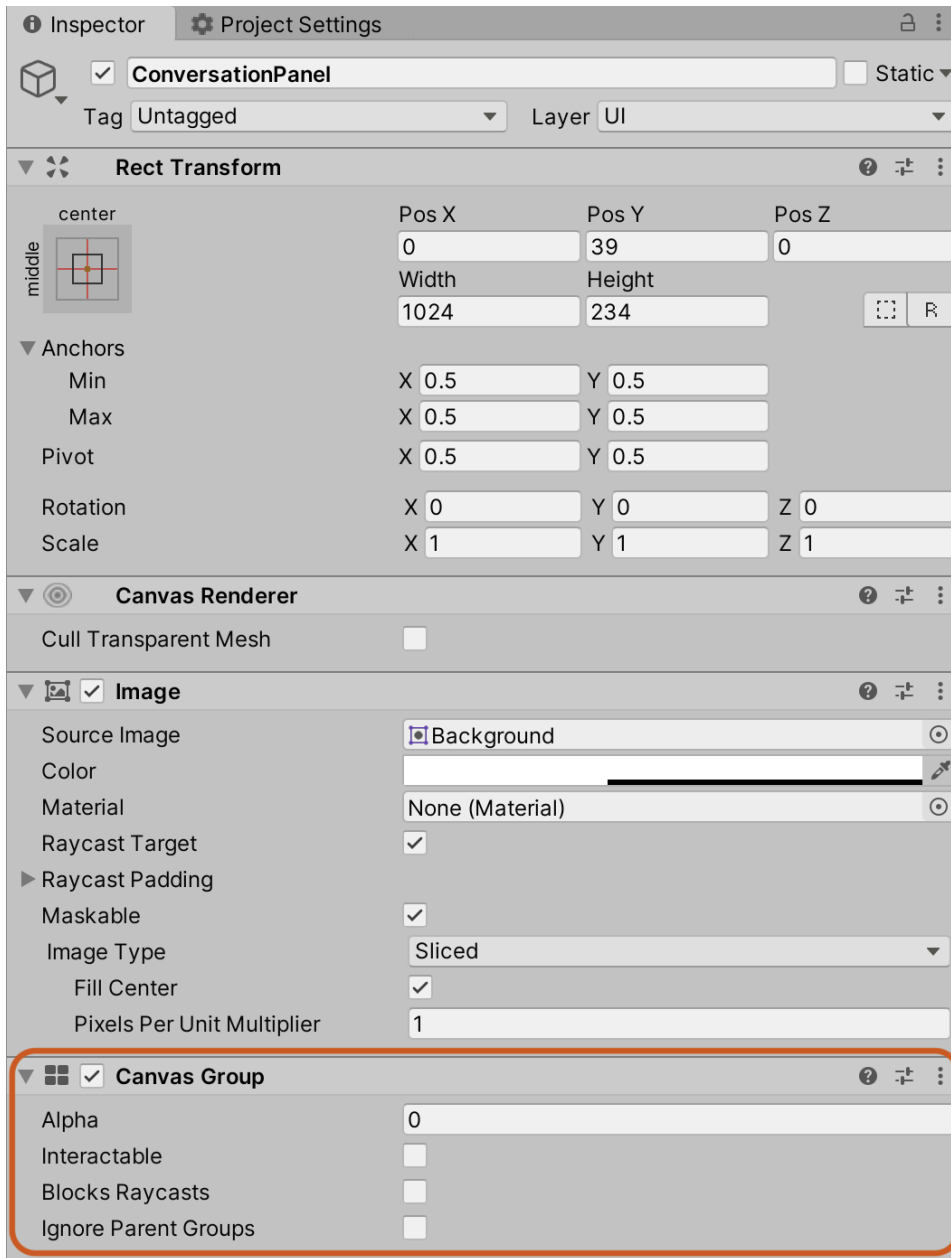 Inspector Project Settings
ConversationPanel Static
Tag Untagged Layer UI
Rect Transform
center
middle
Pos X Pos Y Pos Z
0 39 0
Width Height
1024 234
R
Anchors
Min X 0.5 Y 0.5
Max X 0.5 Y 0.5
Pivot X 0.5 Y 0.5
Rotation X 0 Y 0 Z 0
Scale X 1 Y 1 Z 1
Canvas Renderer
Cull Transparent Mesh
Image
Source Image Background
Color
Material None (Material)
Raycast Target
Raycast Padding
Maskable
Image Type Sliced
Fill Center
Pixels Per Unit Multiplier 1
Canvas Group
Alpha 0
Interactable
Blocks Raycasts
Ignore Parent Groups